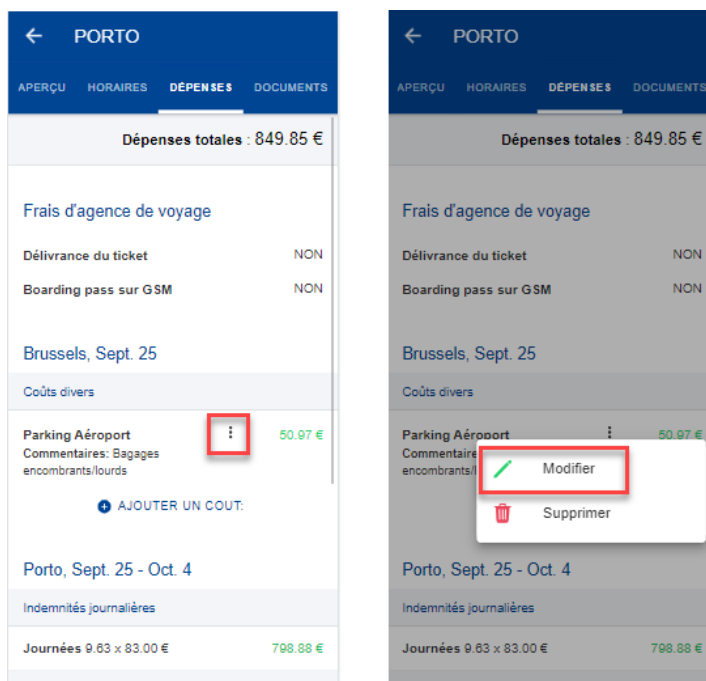 PORTO
APERÇU HORAIRES DÉPENSES DOCUMENTS
Dépenses totales : 849.85 €
Frais d'agence de voyage
Délivrance du ticket NON
Boarding pass sur GSM NON
Brussels, Sept. 25
Coûts divers
Parking Aéroport 50.97 €
Commentaires: Bagages
encombrants/lourds
AJOUTER UN COUT:
Porto, Sept. 25 - Oct. 4
Indemnités journalières
Journées 9.63 x 83.00 € 798.88 €
PORTO
APERÇU HORAIRES DÉPENSES DOCUMENTS
Dépenses totales : 849.85 €
Frais d'agence de voyage
Délivrance du ticket NON
Boarding pass sur GSM NON
Brussels, Sept. 25
Coûts divers
Parking Aéroport 50.97 €
Commentaire
encombrants/l
Modifier
Supprimer
Porto, Sept. 25 - Oct. 4
Indemnités journalières
Journées 9.63 x 83.00 € 798.88 €